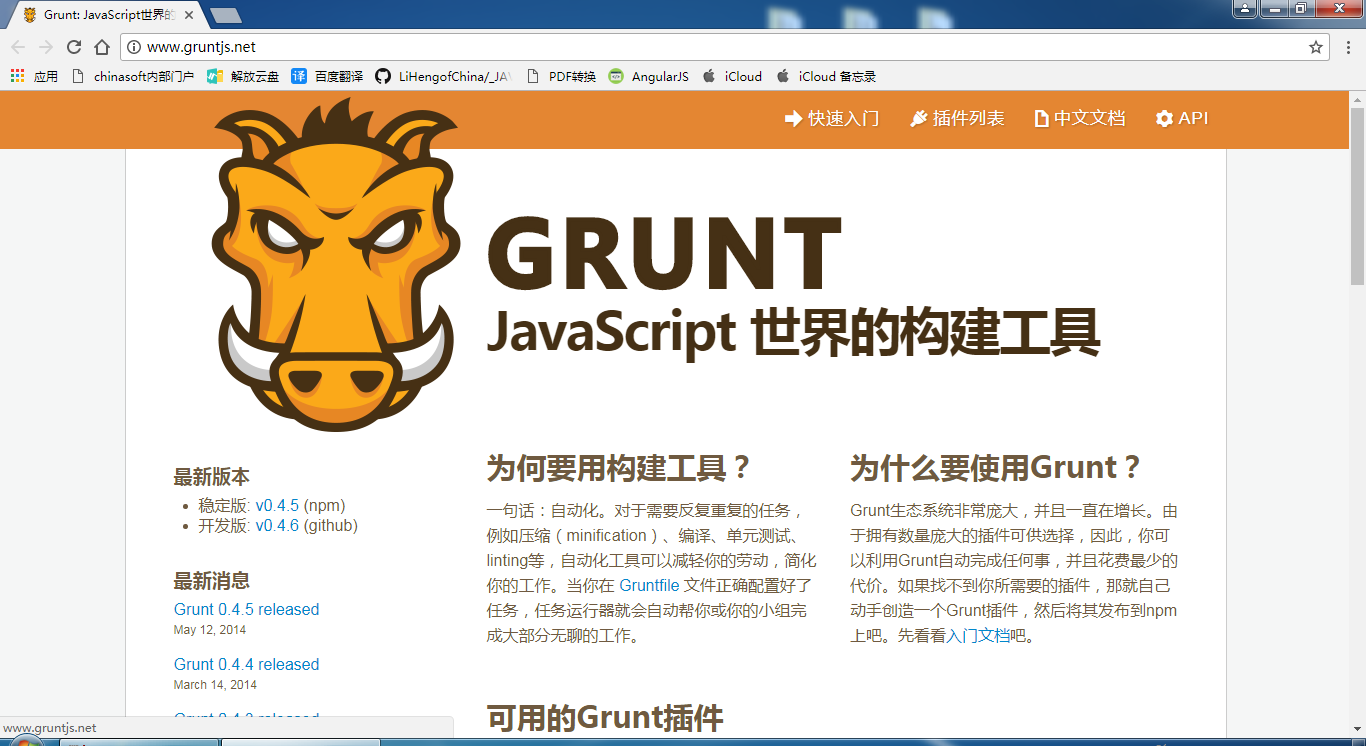 Grunt: JavaScript世界的
www.gruntjs.net
应用 chinasoft内部门户 解放云盘 译 百度翻译 LiHengofChina/_JAV PDF转换 AngularJS iCloud iCloud 备忘录
快速入门 插件列表 中文文档 API
GRUNT
JavaScript 世界的构建工具
最新版本
稳定版: v0.4.5 (npm)
开发版: v0.4.6 (github)
最新消息
Grunt 0.4.5 released
May 12, 2014
Grunt 0.4.4 released
March 14, 2014
为何要用构建工具？
一句话：自动化。对于需要反复重复的任务，
例如压缩（minification）、编译、单元测试、
linting等，自动化工具可以减轻你的劳动，简化
你的工作。当你在 Gruntfile 文件正确配置好了
任务，任务运行器就会自动帮你或你的小组完
成大部分无聊的工作。
为什么要使用Grunt？
Grunt生态系统非常庞大，并且一直在增长。由
于拥有数量庞大的插件可供选择，因此，你可
以利用Grunt自动完成任何事，并且花费最少的
代价。如果找不到你所需要的插件，那就自己
动手创造一个Grunt插件，然后将其发布到npm
上吧。先看看入门文档吧。
可用的Grunt插件
www.gruntjs.net